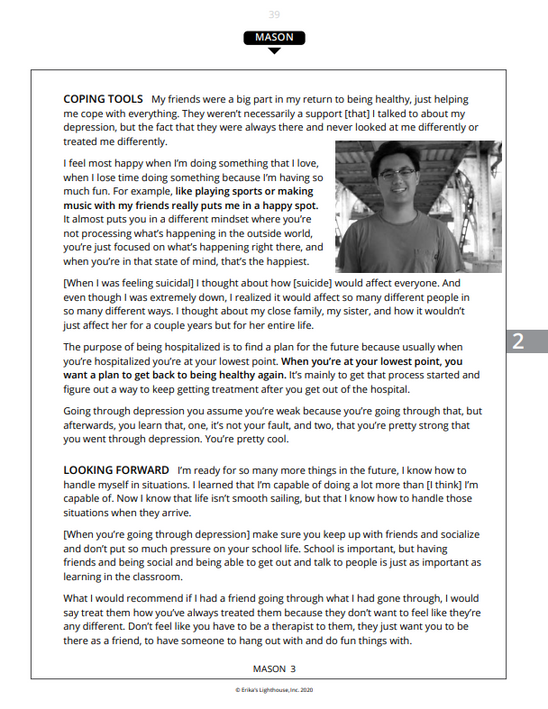 39
MASON
COPING TOOLS My friends were a big part in my return to being healthy, just helping
me cope with everything. They weren't necessarily a support [that] I talked to about my
depression, but the fact that they were always there and never looked at me differently or
treated me differently.
I feel most happy when I'm doing something that I love,
when I lose time doing something because I'm having so
much fun. For example, like playing sports or making
music with my friends really puts me in a happy spot.
It almost puts you in a different mindset where you're
not processing what's happening in the outside world,
you're just focused on what's happening right there, and
when you're in that state of mind, that's the happiest.
[When I was feeling suicidal] I thought about how [suicide] would affect everyone. And
even though I was extremely down, I realized it would affect so many different people in
so many different ways. I thought about my close family, my sister, and how it wouldn't
just affect her for a couple years but for her entire life.
The purpose of being hospitalized is to find a plan for the future because usually when
you're hospitalized you're at your lowest point. When you're at your lowest point, you
want a plan to get back to being healthy again. It's mainly to get that process started and
figure out a way to keep getting treatment after you get out of the hospital.
Going through depression you assume you're weak because you're going through that, but
afterwards, you learn that, one, it's not your fault, and two, that you're pretty strong that
you went through depression. You're pretty cool.
LOOKING FORWARD I'm ready for so many more things in the future, I know how to
handle myself in situations. I learned that I'm capable of doing a lot more than [I think] I'm
capable of. Now I know that life isn't smooth sailing, but that I know how to handle those
situations when they arrive.
[When you're going through depression] make sure you keep up with friends and socialize
and don't put so much pressure on your school life. School is important, but having
friends and being social and being able to get out and talk to people is just as important as
learning in the classroom.
What I would recommend if I had a friend going through what I had gone through, I would
say treat them how you've always treated them because they don't want to feel like they're
any different. Don't feel like you have to be a therapist to them, they just want you to be
there as a friend, to have someone to hang out with and do fun things with.
2
MASON 3
© Erika's Lighthouse, Inc. 2020